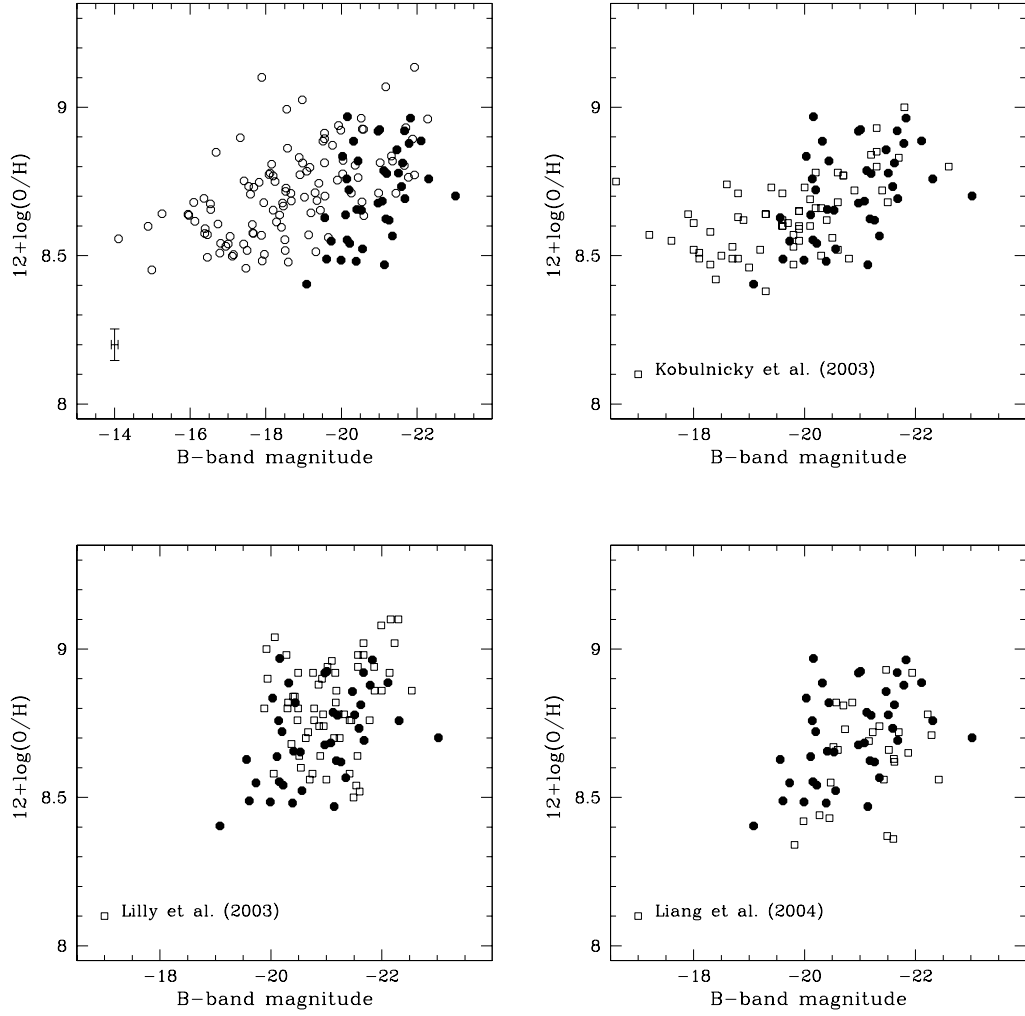 12+log(O/H)
9
8.5
8
−14 −16 −18 −20 −22
B−band magnitude
12+log(O/H)
9
8.5
8
Kobulnicky et al. (2003)
−18 −20 −22
B−band magnitude
12+log(O/H)
9
8.5
8
Lilly et al. (2003)
−18 −20 −22
B−band magnitude
12+log(O/H)
9
8.5
8
Liang et al. (2004)
−18 −20 −22
B−band magnitude